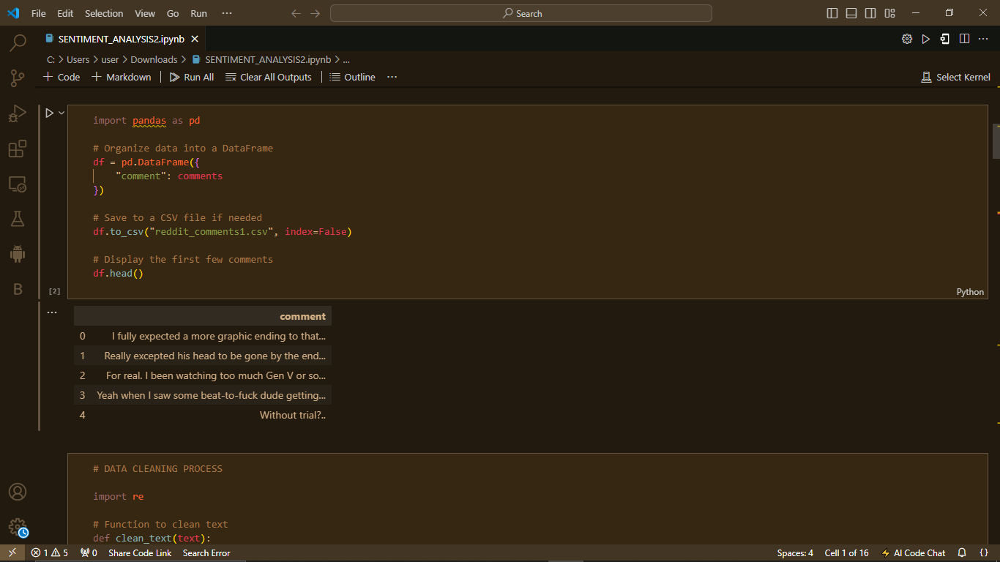 File Edit Selection View Go Run ··· Search
SENTIMENT_ANALYSIS2.ipynb
C: > Users > user > Downloads > SENTIMENT_ANALYSIS2.ipynb > ...
+ Code + Markdown | Run All Clear All Outputs | Outline ··· Select Kernel
import pandas as pd
# Organize data into a DataFrame
df = pd.DataFrame({
"comment": comments
})
# Save to a CSV file if needed
df.to_csv("reddit_comments1.csv", index=False)
# Display the first few comments
df.head()
[2] Python
comment
0 I fully expected a more graphic ending to that...
1 Really excepted his head to be gone by the end...
2 For real. I been watching too much Gen V or so...
3 Yeah when I saw some beat-to-fuck dude getting...
4 Without trial?..
# DATA CLEANING PROCESS
import re
# Function to clean text
def clean_text(text):
1 5 0 Share Code Link Search Error Spaces: 4 Cell 1 of 16 AI Code Chat {}